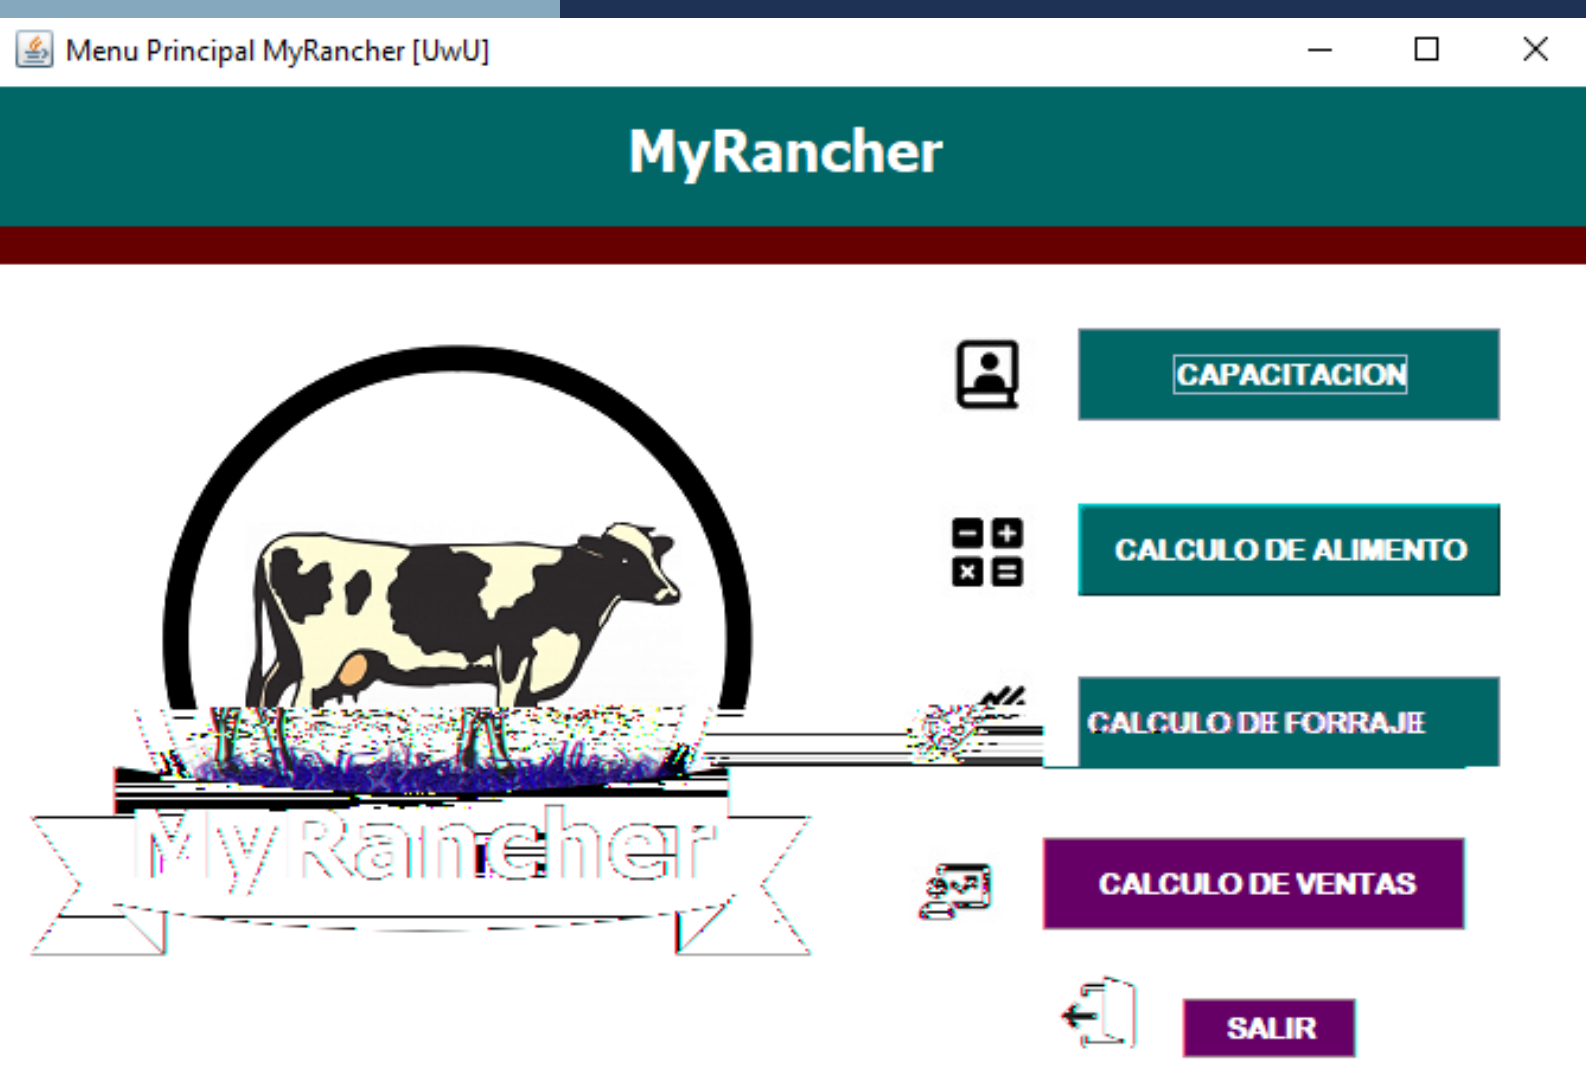 Menu Principal MyRancher [UwU]
MyRancher
CAPACITACION
CALCULO DE ALIMENTO
CALCULO DE FORRAJE
MyRancher
CALCULO DE VENTAS
SALIR